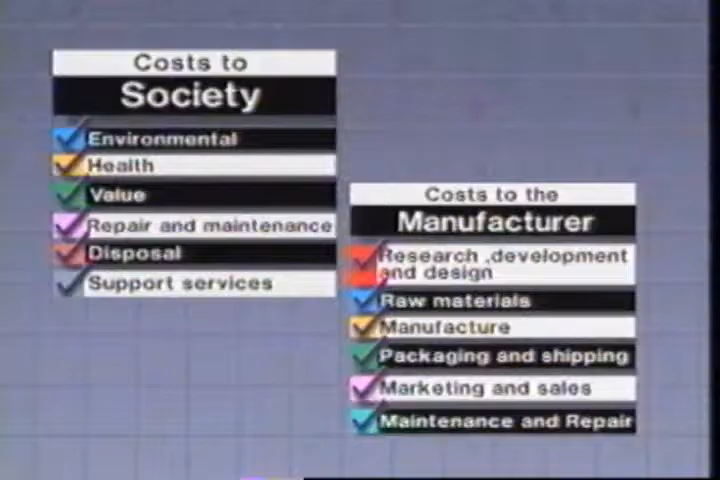 Costs to
Society
Environmental
Health
Value
Repair and maintenance
Disposal
Support services
Costs to the
Manufacturer
Research ,development
and design
Raw materials
Manufacture
Packaging and shipping
Marketing and sales
Maintenance and Repair